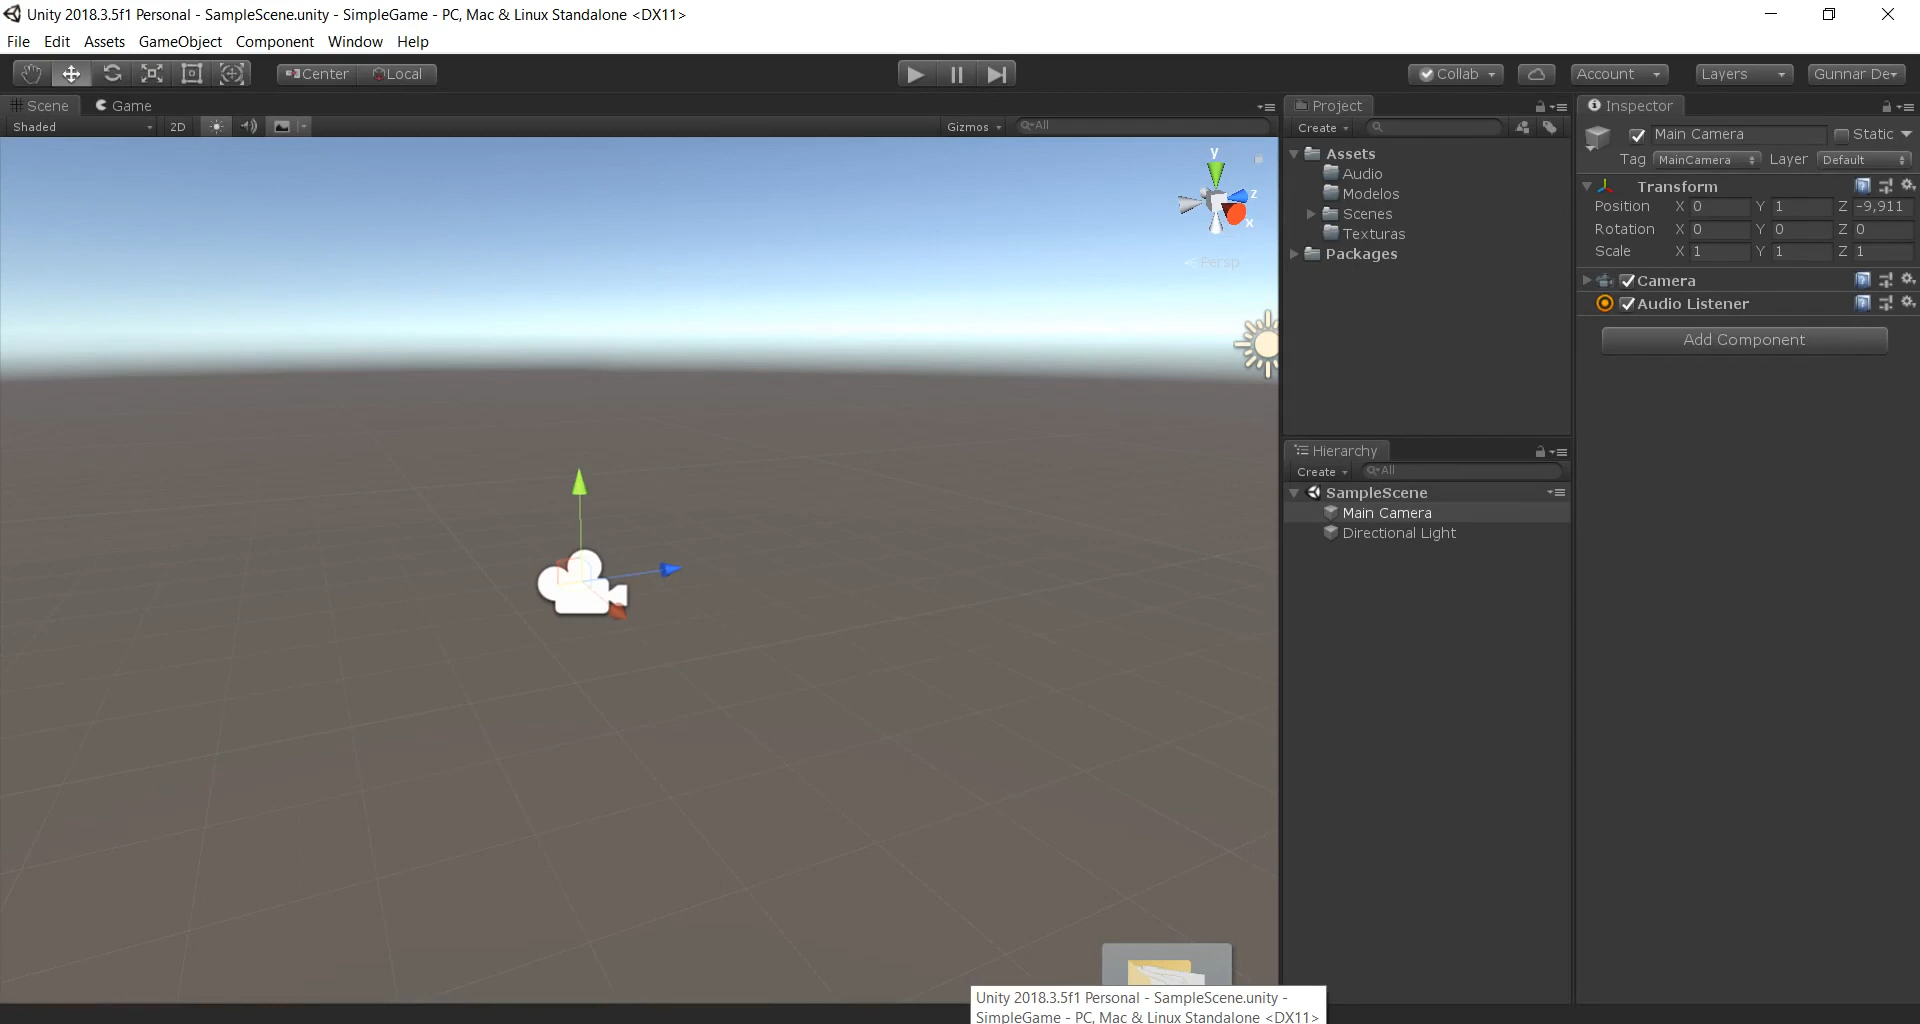 Unity 2018.3.5f1 Personal - SampleScene.unity - SimpleGame - PC, Mac & Linux Standalone <DX11>
File Edit Assets GameObject Component Window Help
Center Local Collab Account Layers Gunnar De
Scene Game
Shaded 2D Gizmos All
y
z
x
Persp
Project
Create
Assets
Audio
Modelos
Scenes
Texturas
Packages
Hierarchy
Create All
SampleScene
Main Camera
Directional Light
Inspector
Main Camera Static
Tag MainCamera Layer Default
Transform
Position X 0 Y 1 Z -9,911
Rotation X 0 Y 0 Z 0
Scale X 1 Y 1 Z 1
Camera
Audio Listener
Add Component
Unity 2018.3.5f1 Personal - SampleScene.unity -
SimpleGame - PC, Mac & Linux Standalone <DX11>